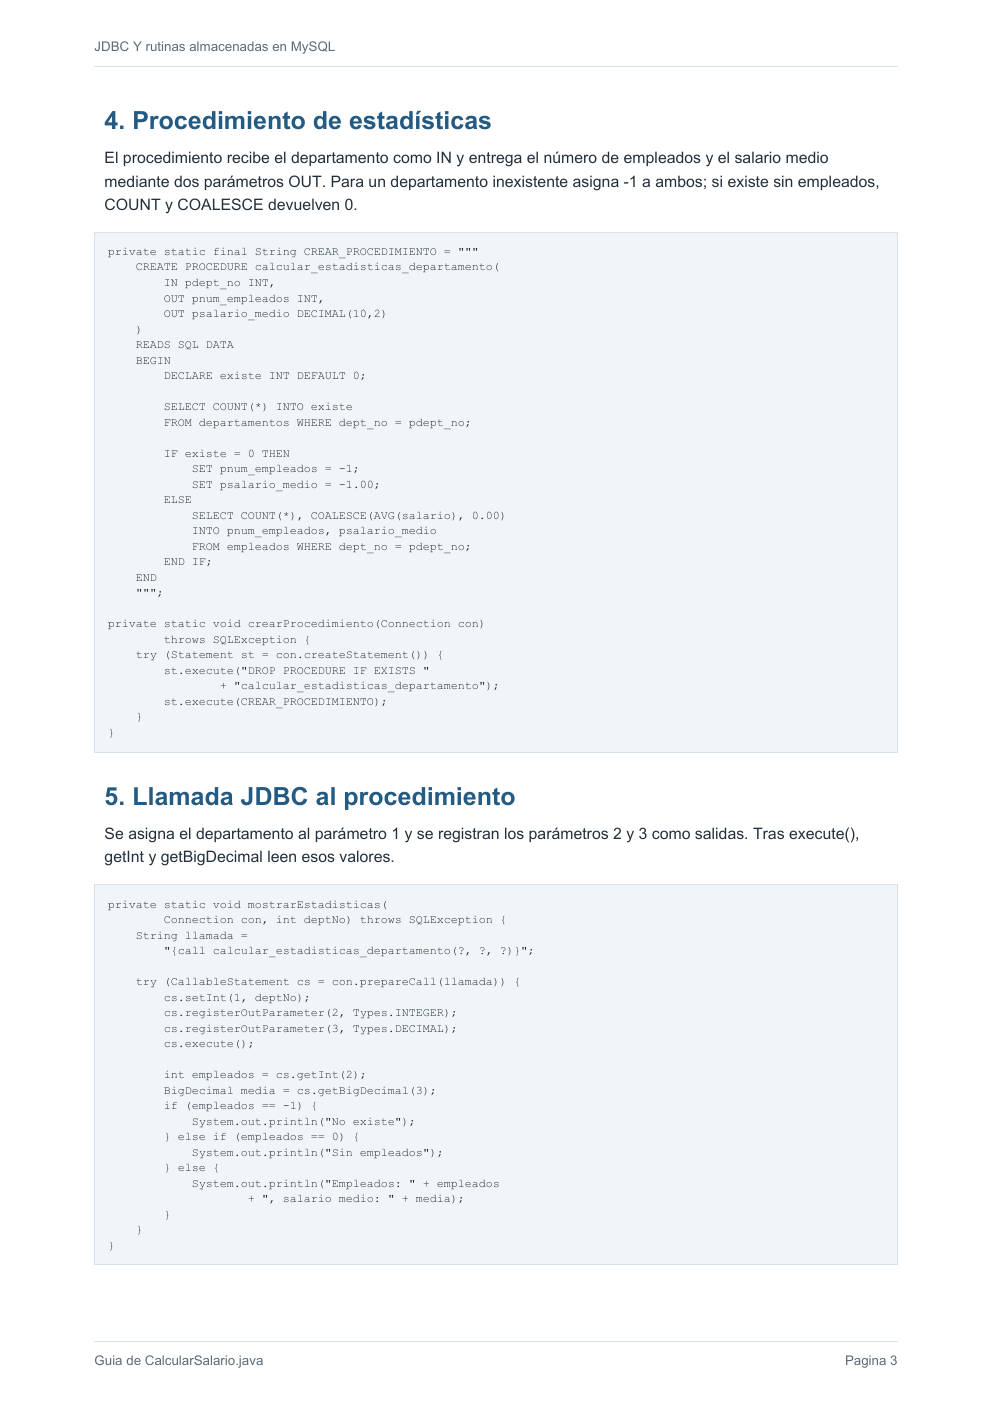 JDBC Y rutinas almacenadas en MySQL
4. Procedimiento de estadísticas
El procedimiento recibe el departamento como IN y entrega el número de empleados y el salario medio
mediante dos parámetros OUT. Para un departamento inexistente asigna -1 a ambos; si existe sin empleados,
COUNT y COALESCE devuelven 0.
private static final String CREAR_PROCEDIMIENTO = """
    CREATE PROCEDURE calcular_estadisticas_departamento(
        IN pdept_no INT,
        OUT pnum_empleados INT,
        OUT psalario_medio DECIMAL(10,2)
    )
    READS SQL DATA
    BEGIN
        DECLARE existe INT DEFAULT 0;

        SELECT COUNT(*) INTO existe
        FROM departamentos WHERE dept_no = pdept_no;

        IF existe = 0 THEN
            SET pnum_empleados = -1;
            SET psalario_medio = -1.00;
        ELSE
            SELECT COUNT(*), COALESCE(AVG(salario), 0.00)
            INTO pnum_empleados, psalario_medio
            FROM empleados WHERE dept_no = pdept_no;
        END IF;
    END
    """;

private static void crearProcedimiento(Connection con)
        throws SQLException {
    try (Statement st = con.createStatement()) {
        st.execute("DROP PROCEDURE IF EXISTS "
                + "calcular_estadisticas_departamento");
        st.execute(CREAR_PROCEDIMIENTO);
    }
}
5. Llamada JDBC al procedimiento
Se asigna el departamento al parámetro 1 y se registran los parámetros 2 y 3 como salidas. Tras execute(),
getInt y getBigDecimal leen esos valores.
private static void mostrarEstadisticas(
        Connection con, int deptNo) throws SQLException {
    String llamada =
        "{call calcular_estadisticas_departamento(?, ?, ?)}";

    try (CallableStatement cs = con.prepareCall(llamada)) {
        cs.setInt(1, deptNo);
        cs.registerOutParameter(2, Types.INTEGER);
        cs.registerOutParameter(3, Types.DECIMAL);
        cs.execute();

        int empleados = cs.getInt(2);
        BigDecimal media = cs.getBigDecimal(3);
        if (empleados == -1) {
            System.out.println("No existe");
        } else if (empleados == 0) {
            System.out.println("Sin empleados");
        } else {
            System.out.println("Empleados: " + empleados
                    + ", salario medio: " + media);
        }
    }
}
Guia de CalcularSalario.java
Pagina 3